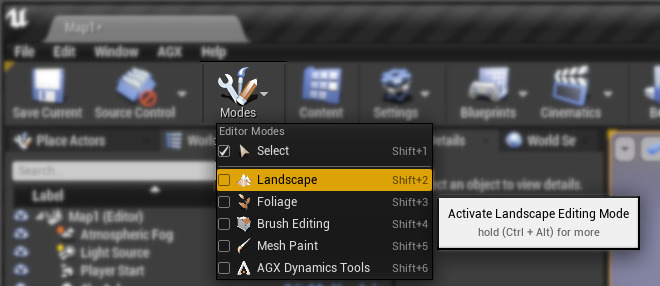 Map1*
File Edit Window AGX Help
Save Current Source Control Modes Content Settings Blueprints Cinematics
Editor Modes
Place Actors
Details World Se
Select Shift+1
Search...
Landscape Shift+2
an object to view details.
Label
Foliage Shift+3
Map1 (Editor)
Activate Landscape Editing Mode
Brush Editing Shift+4
Atmospheric Fog
hold (Ctrl + Alt) for more
Mesh Paint Shift+5
Light Source
AGX Dynamics Tools Shift+6
Player Start